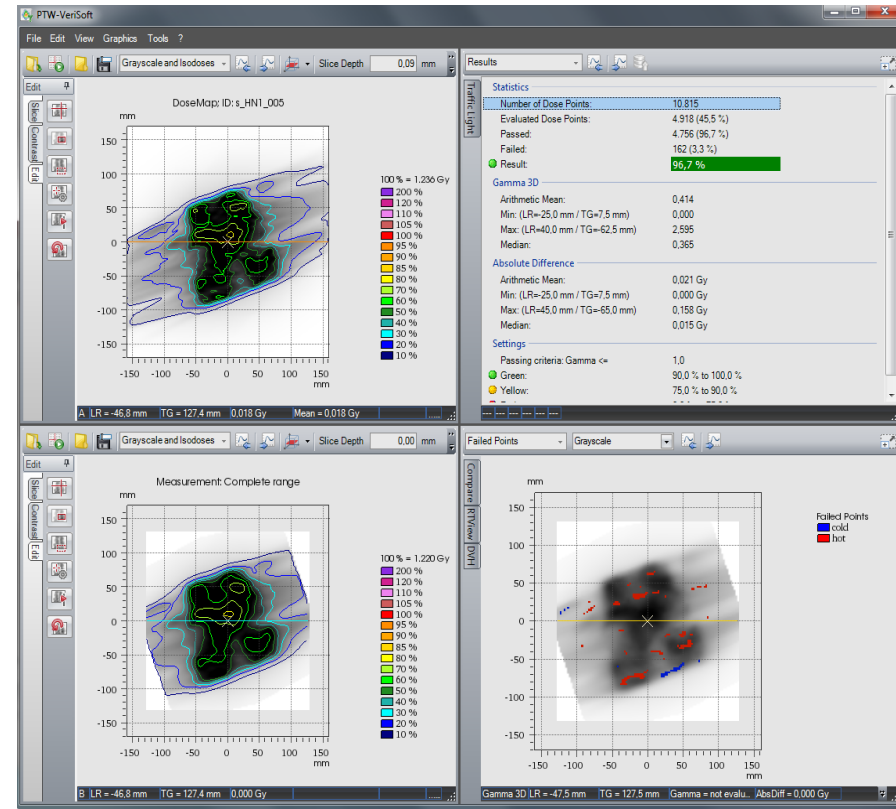 PTW-VeriSoft
File Edit View Graphics Tools ?
Grayscale and Isodoses Slice Depth 0,09 mm
Edit
Slice
Contrast
Edit
DoseMap; ID: s_HN1_005
mm
150
100
50
0
-50
-100
-150
-150 -100 -50 0 50 100 150
mm
100 % = 1.236 Gy
200 %
120 %
110 %
105 %
100 %
95 %
90 %
85 %
80 %
70 %
60 %
50 %
40 %
30 %
20 %
10 %
A LR = -46,8 mm TG = 127,4 mm 0,018 Gy Mean = 0,018 Gy .....
Results
Traffic Light
Statistics
Number of Dose Points: 10.815
Evaluated Dose Points: 4.918 (45,5 %)
Passed: 4.756 (96,7 %)
Failed: 162 (3,3 %)
Result: 96,7 %
Gamma 3D
Arithmetic Mean: 0,414
Min: (LR=-25,0 mm / TG=7,5 mm) 0,000
Max: (LR=40,0 mm / TG=-62,5 mm) 2,595
Median: 0,365
Absolute Difference
Arithmetic Mean: 0,021 Gy
Min: (LR=-25,0 mm / TG=7,5 mm) 0,000 Gy
Max: (LR=45,0 mm / TG=-65,0 mm) 0,158 Gy
Median: 0,015 Gy
Settings
Passing criteria: Gamma <= 1,0
Green: 90,0 % to 100,0 %
Yellow: 75,0 % to 90,0 %
--- --- --- --- --- ---
Grayscale and Isodoses Slice Depth 0,00 mm
Edit
Slice
Contrast
Edit
Measurement: Complete range
mm
150
100
50
0
-50
-100
-150
-150 -100 -50 0 50 100 150
mm
100 % = 1.220 Gy
200 %
120 %
110 %
105 %
100 %
95 %
90 %
85 %
80 %
70 %
60 %
50 %
40 %
30 %
20 %
10 %
B LR = -46,8 mm TG = 127,4 mm 0,000 Gy .....
Failed Points Grayscale
Compare
RTView
DVH
mm
150
100
50
0
-50
-100
-150
-150 -100 -50 0 50 100 150
mm
Failed Points
cold
hot
Gamma 3D LR = -47,5 mm TG = 127,5 mm Gamma = not evalu.. AbsDiff = 0,000 Gy